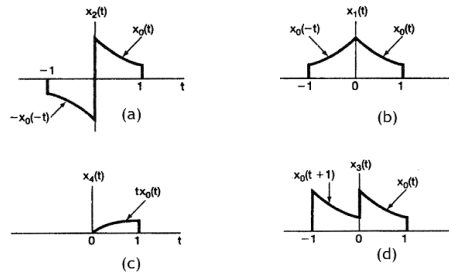 x₂(t)
x₀(t)
-1
1
t
-x₀(-t)
(a)
x₁(t)
x₀(-t)
x₀(t)
-1
0
1
(b)
x₄(t)
tx₀(t)
0
1
t
(c)
x₃(t)
x₀(t + 1)
x₀(t)
-1
0
1
(d)